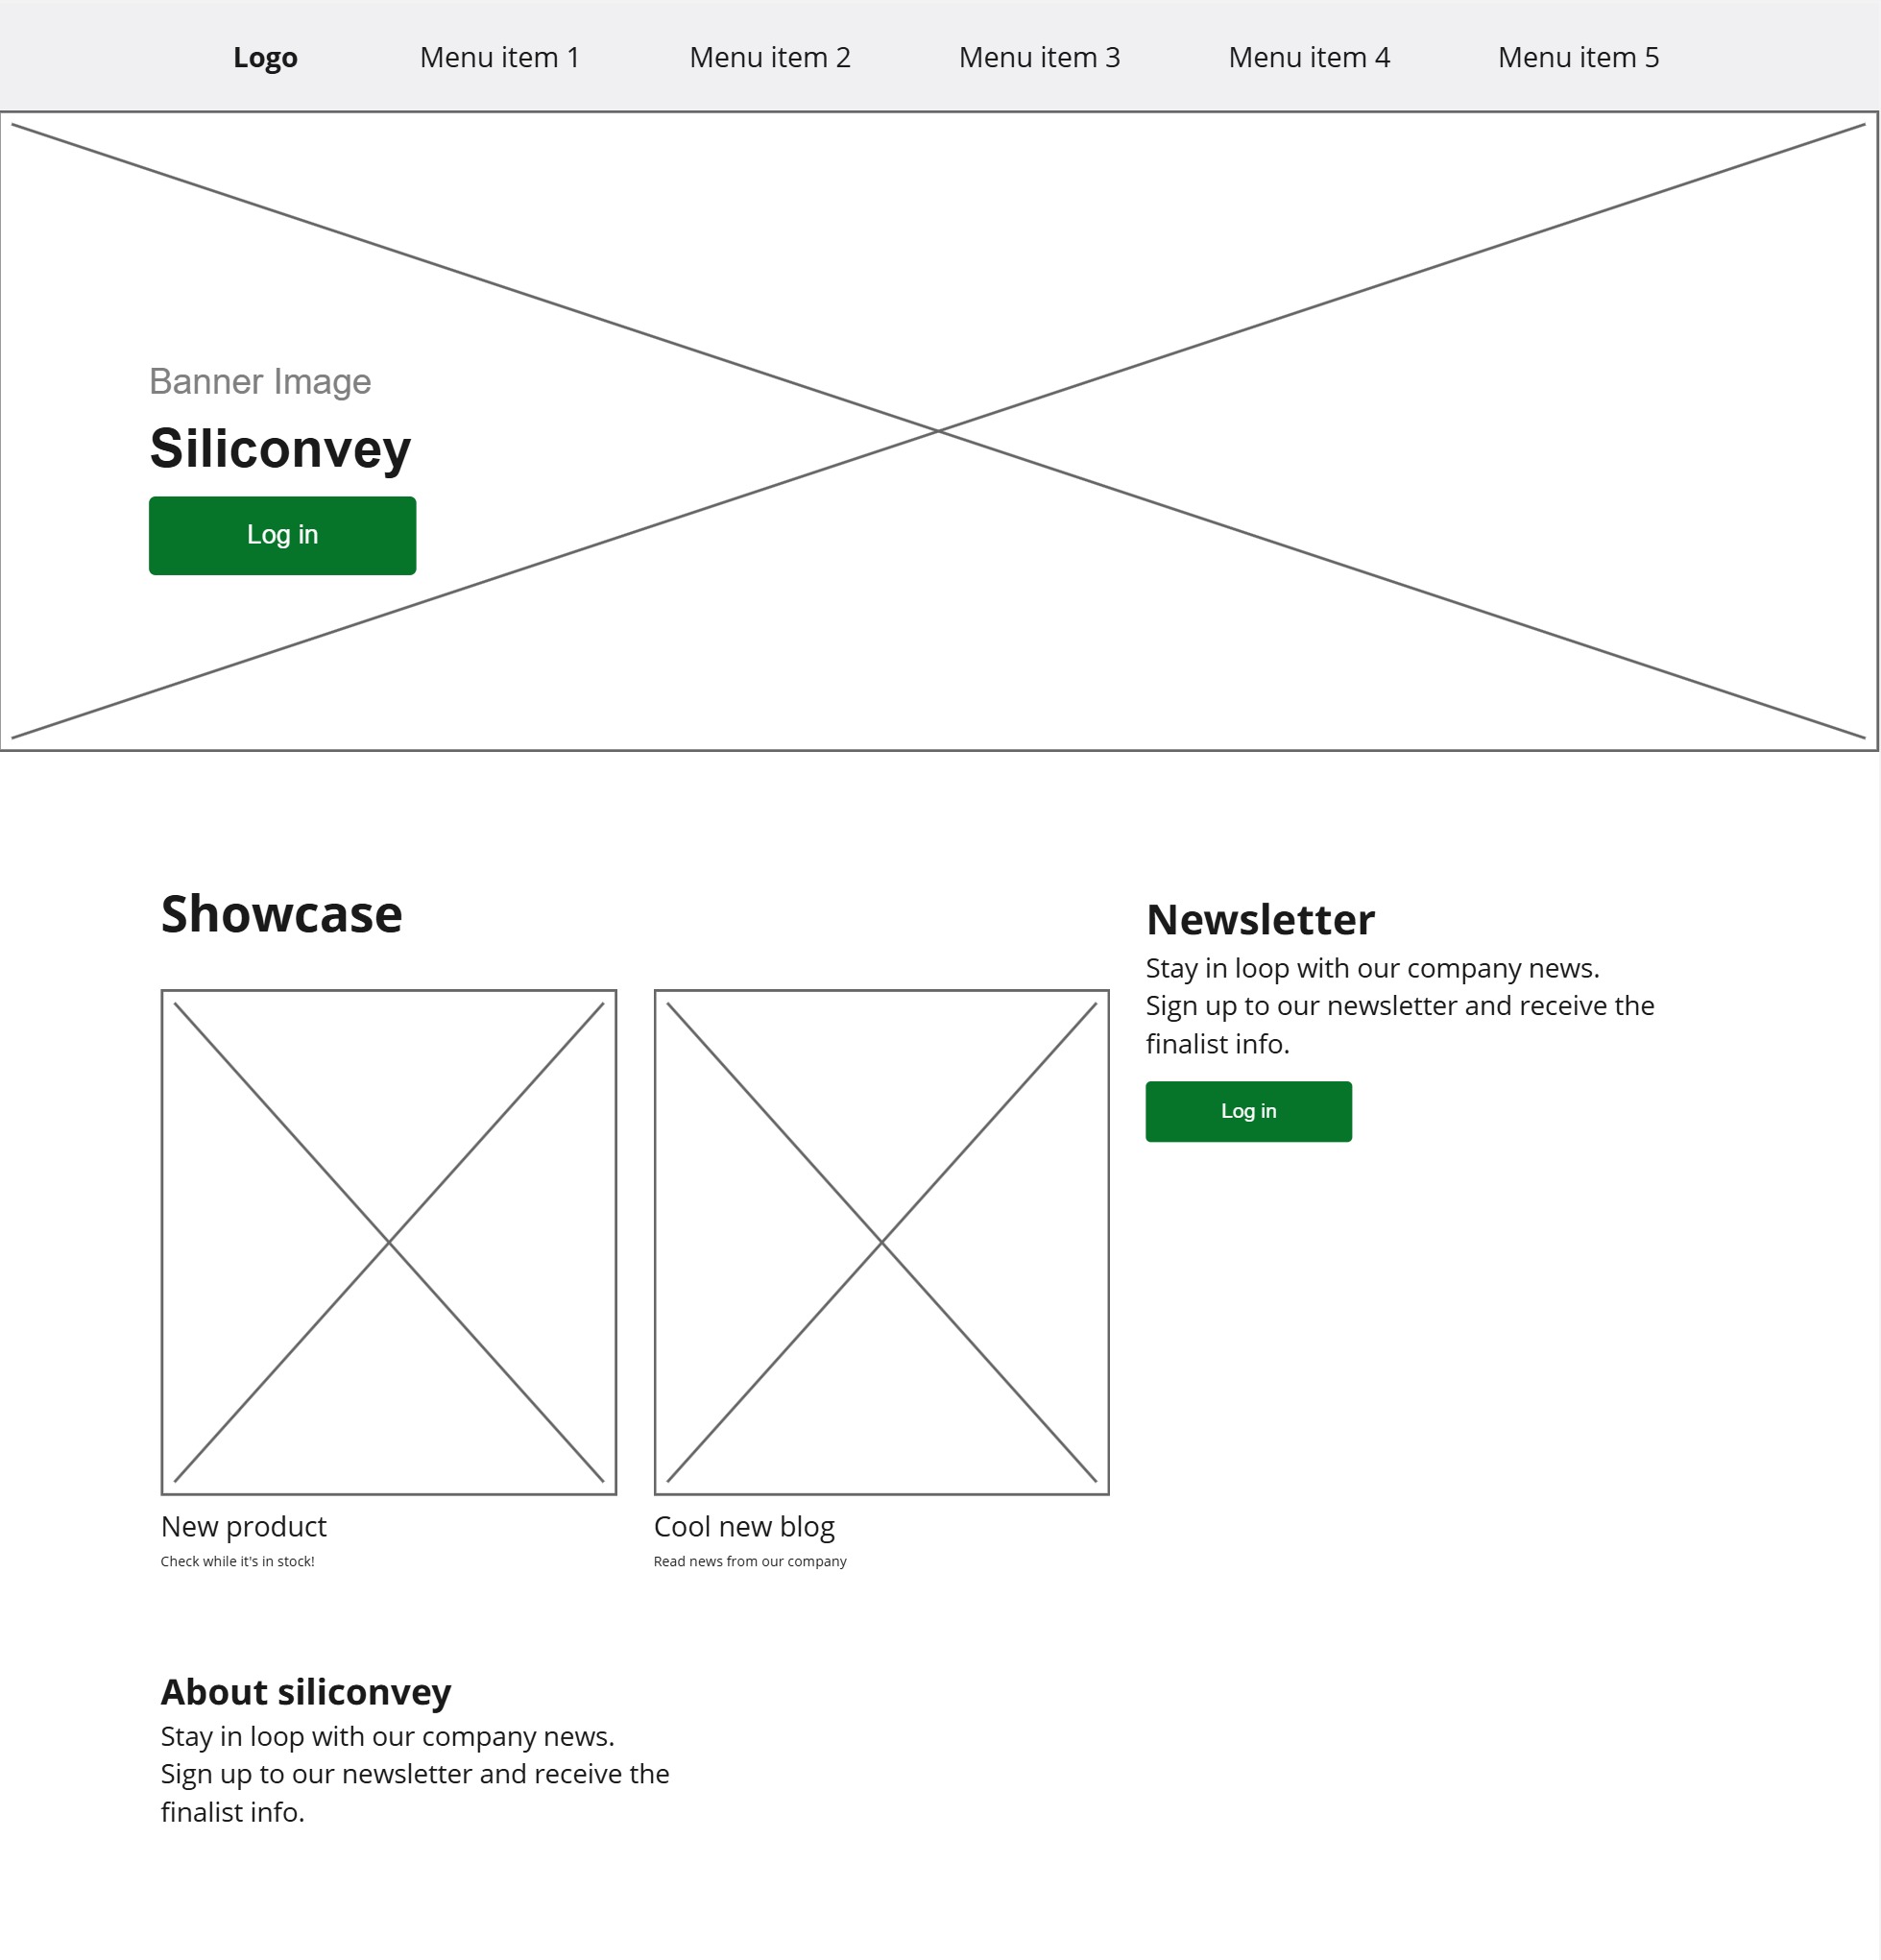 Logo
Menu item 1
Menu item 2
Menu item 3
Menu item 4
Menu item 5
Banner Image
Siliconvey
Log in
Showcase
New product
Check while it's in stock!
Cool new blog
Read news from our company
Newsletter
Stay in loop with our company news.
Sign up to our newsletter and receive the
finalist info.
Log in
About siliconvey
Stay in loop with our company news.
Sign up to our newsletter and receive the
finalist info.